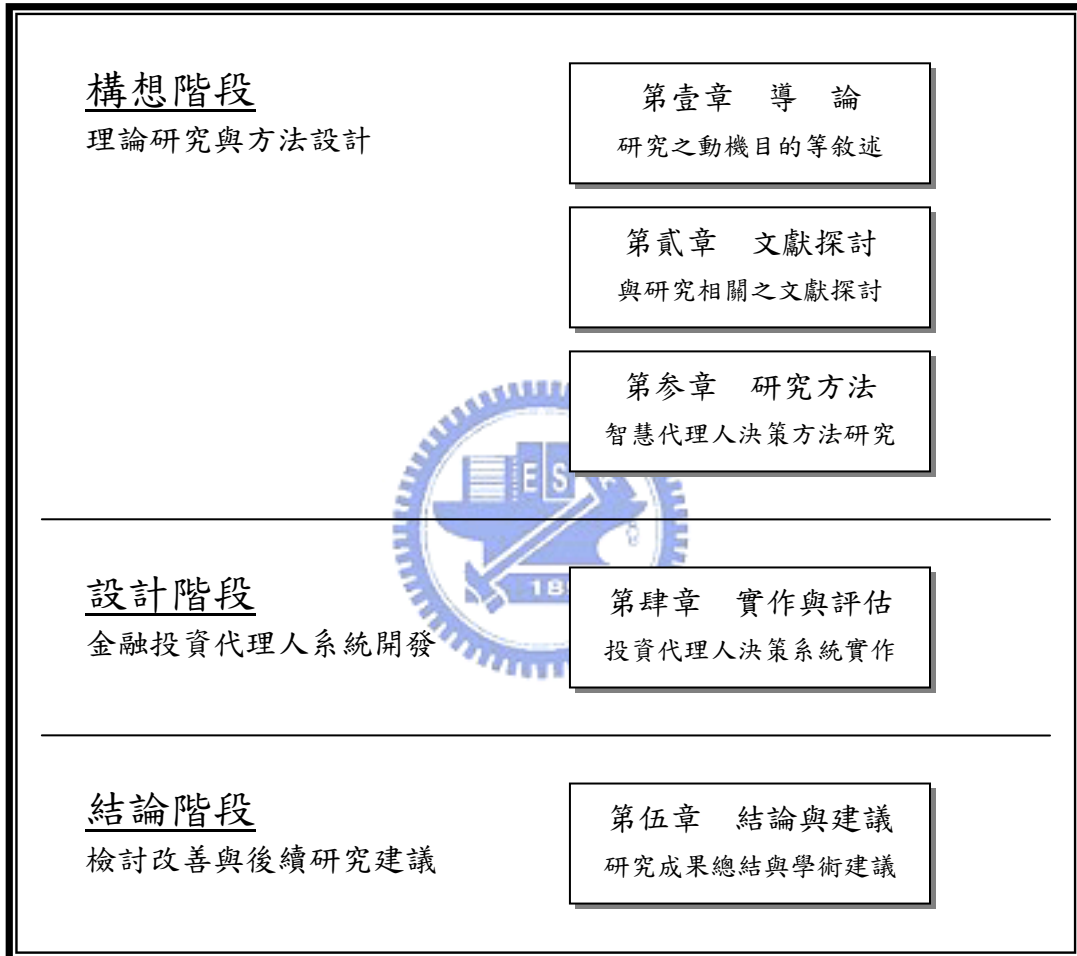 構想階段
理論研究與方法設計
第壹章 導 論
研究之動機目的等敘述
第貳章 文獻探討
與研究相關之文獻探討
第参章 研究方法
智慧代理人決策方法研究
E S
18
設計階段
金融投資代理人系統開發
第肆章 實作與評估
投資代理人決策系統實作
結論階段
檢討改善與後續研究建議
第伍章 結論與建議
研究成果總結與學術建議